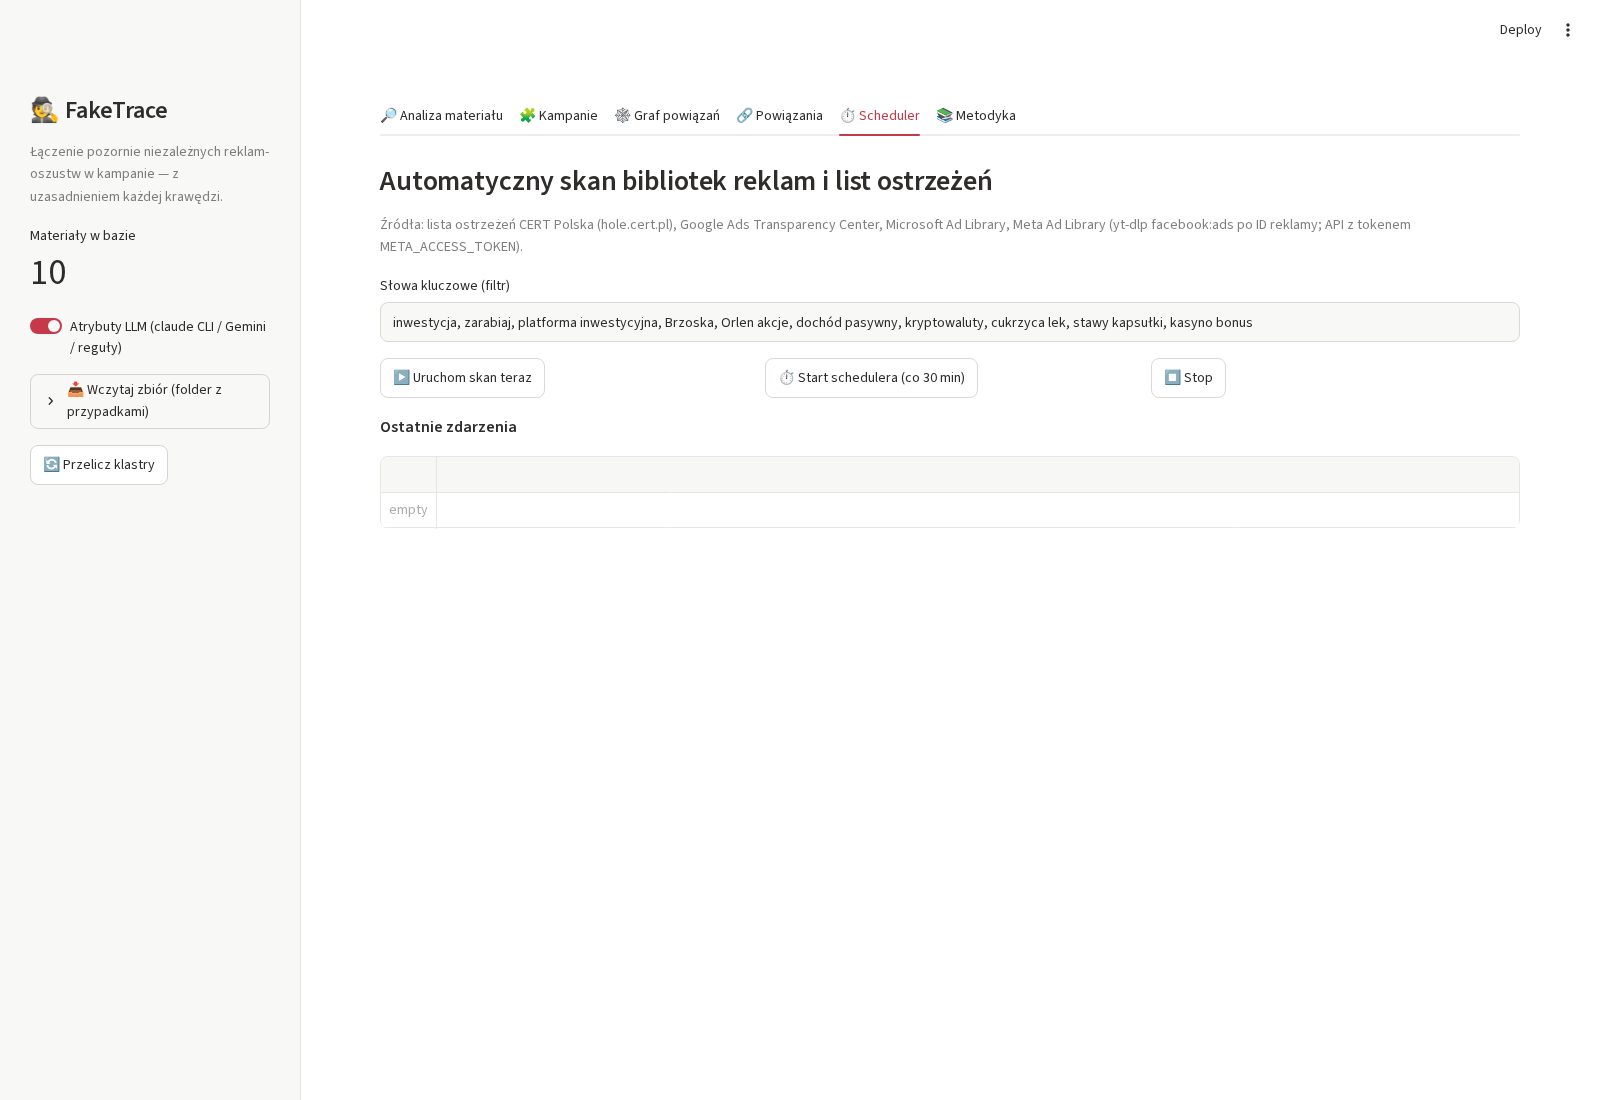 Deploy
🕵️ FakeTrace
Łączenie pozornie niezależnych reklam-
oszustw w kampanie — z
uzasadnieniem każdej krawędzi.
Materiały w bazie
10
Atrybuty LLM (claude CLI / Gemini
/ reguły)
📥 Wczytaj zbiór (folder z
przypadkami)
🔄 Przelicz klastry
🔎 Analiza materiału 🧩 Kampanie 🕸️ Graf powiązań 🔗 Powiązania ⏱️ Scheduler 📚 Metodyka
Automatyczny skan bibliotek reklam i list ostrzeżeń
Źródła: lista ostrzeżeń CERT Polska (hole.cert.pl), Google Ads Transparency Center, Microsoft Ad Library, Meta Ad Library (yt-dlp facebook:ads po ID reklamy; API z tokenem
META_ACCESS_TOKEN).
Słowa kluczowe (filtr)
inwestycja, zarabiaj, platforma inwestycyjna, Brzoska, Orlen akcje, dochód pasywny, kryptowaluty, cukrzyca lek, stawy kapsułki, kasyno bonus
▶️ Uruchom skan teraz ⏱️ Start schedulera (co 30 min) ⏹️ Stop
Ostatnie zdarzenia
empty